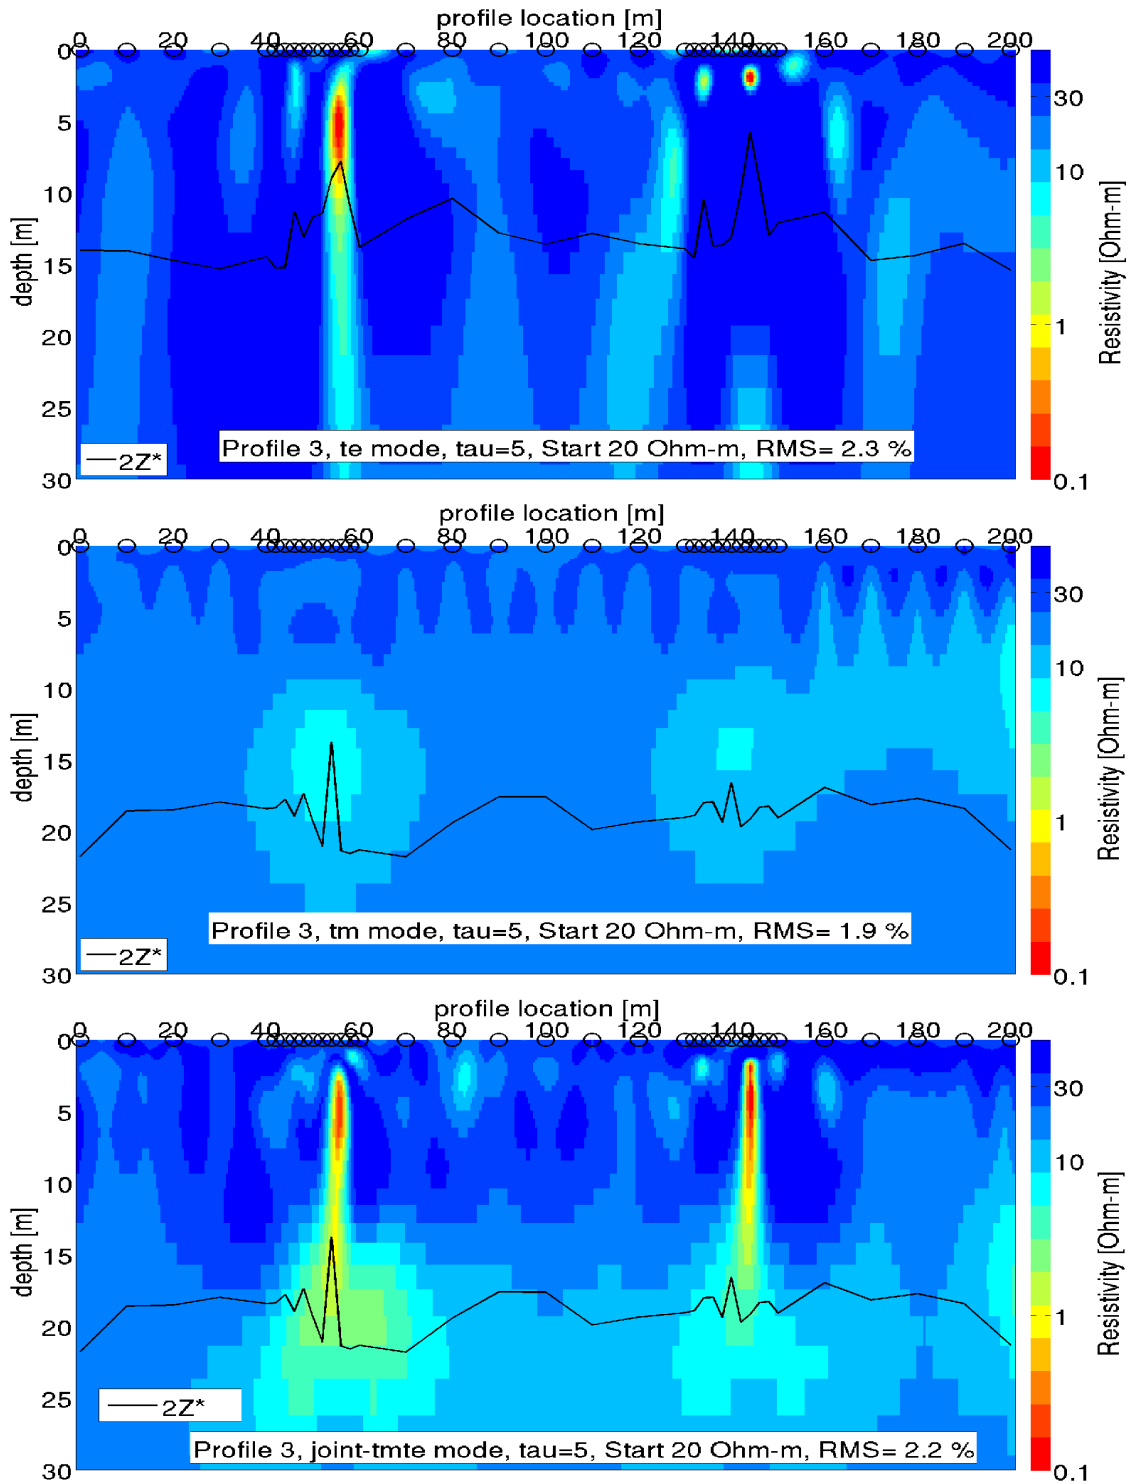 profile location [m]
0 20 40 60 80 100 120 140 160 180 200
0
5
10
15
20
25
30
depth [m]
30
10
1
0.1
Resistivity [Ohm-m]
Profile 3, te mode, tau=5, Start 20 Ohm-m, RMS= 2.3 %
2Z*
profile location [m]
0 20 40 60 80 100 120 140 160 180 200
0
5
10
15
20
25
30
depth [m]
30
10
1
0.1
Resistivity [Ohm-m]
Profile 3, tm mode, tau=5, Start 20 Ohm-m, RMS= 1.9 %
2Z*
profile location [m]
0 20 40 60 80 100 120 140 160 180 200
0
5
10
15
20
25
30
depth [m]
30
10
1
0.1
Resistivity [Ohm-m]
2Z*
Profile 3, joint-tmte mode, tau=5, Start 20 Ohm-m, RMS= 2.2 %